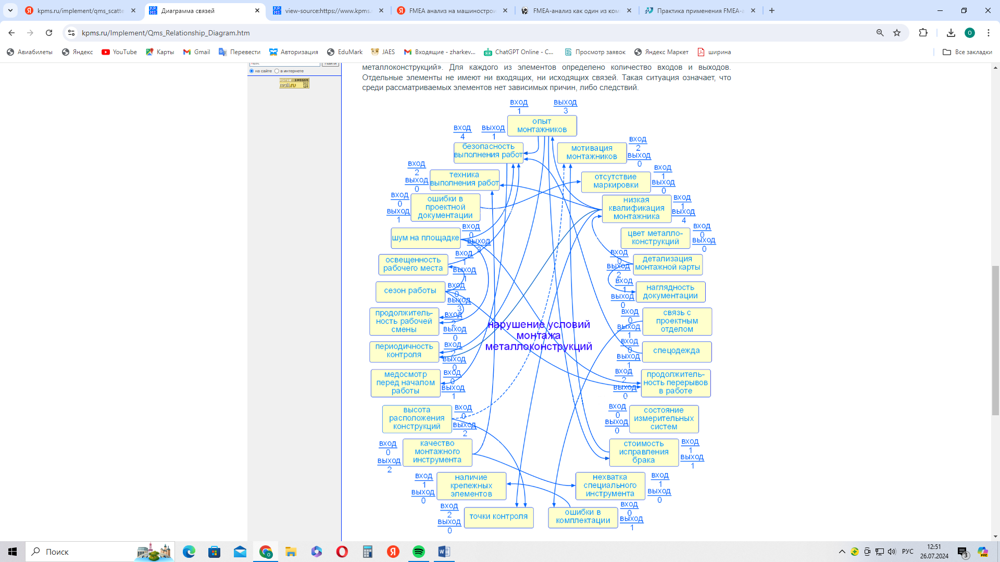 kpms.ru/implement/qms_scatte
Диаграмма связей
view-source:https://www.kpms.
FMEA анализ на машинострои
FMEA-анализ как один из ком
Практика применения FMEA-а
kpms.ru/Implement/Qms_Relationship_Diagram.htm
О
Авиабилеты
Яндекс
YouTube
Карты
Gmail
Перевести
Авторизация
EduMark
JAES
Входящие - zharkev...
ChatGPT Online - C...
Просмотр заявок
Яндекс Маркет
ширина
Все закладки
Найти
на сайте
в интернете
mail.ru
металлоконструкций». Для каждого из элементов определено количество входов и выходов.
Отдельные элементы не имеют ни входящих, ни исходящих связей. Такая ситуация означает, что
среди рассматриваемых элементов нет зависимых причин, либо следствий.
вход
1
выход
3
опыт
монтажников
вход
4
выход
1
безопасность
выполнения работ
мотивация
монтажников
вход
2
выход
0
вход
2
выход
0
техника
выполнения работ
отсутствие
маркировки
вход
1
выход
0
вход
0
выход
1
ошибки в
проектной
документации
низкая
квалификация
монтажника
вход
1
выход
4
шум на площадке
вход
0
выход
3
цвет металло-
конструкций
вход
0
выход
0
освещенность
рабочего места
вход
1
выход
1
вход
0
выход
2
детализация
монтажной карты
сезон работы
вход
0
выход
3
вход
1
выход
0
наглядность
документации
продолжитель-
ность рабочей
смены
вход
2
выход
0
вход
0
выход
1
связь с
проектным
отделом
нарушение условий
монтажа
металлоконструкций
периодичность
контроля
вход
2
выход
0
вход
0
выход
1
спецодежда
медосмотр
перед началом
работы
вход
0
выход
1
вход
2
выход
0
продолжитель-
ность перерывов
в работе
высота
расположения
конструкций
вход
0
выход
2
вход
0
выход
0
состояние
измерительных
систем
вход
0
выход
2
качество
монтажного
инструмента
стоимость
исправления
брака
вход
1
выход
1
вход
1
выход
0
наличие
крепежных
элементов
нехватка
специального
инструмента
вход
1
выход
0
вход
2
выход
0
точки контроля
ошибки в
комплектации
вход
0
выход
1
Поиск
РУС
12:51
26.07.2024
3